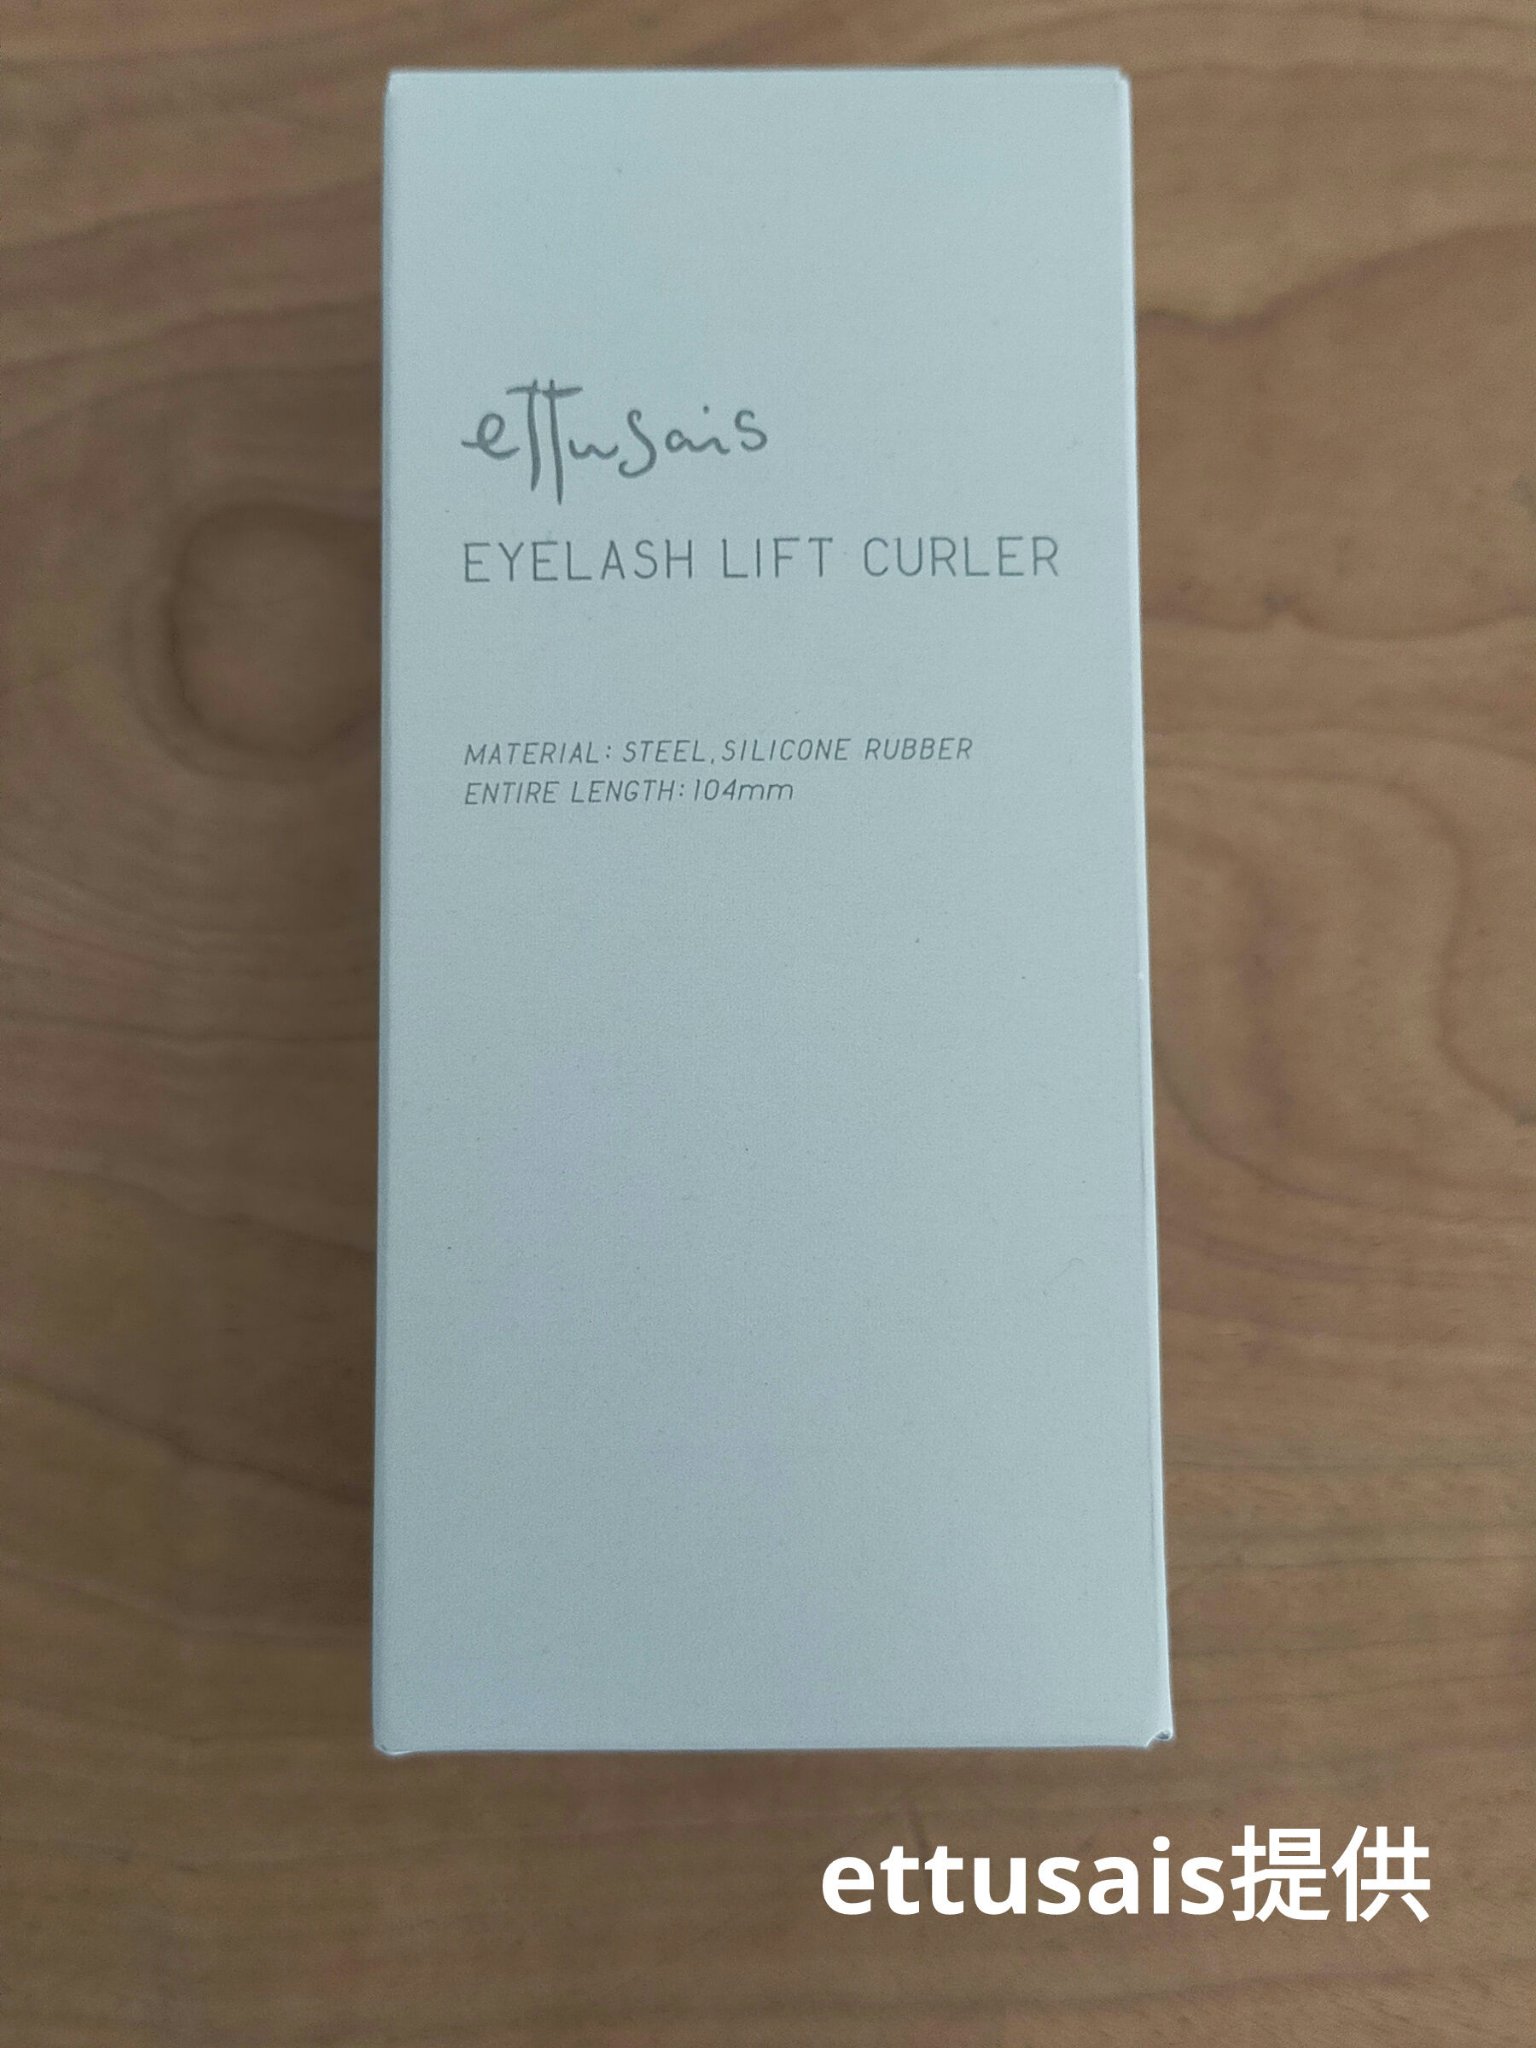 ettusais
EYELASH LIFT CURLER
MATERIAL: STEEL, SILICONE RUBBER
ENTIRE LENGTH: 104mm
ettusais提供